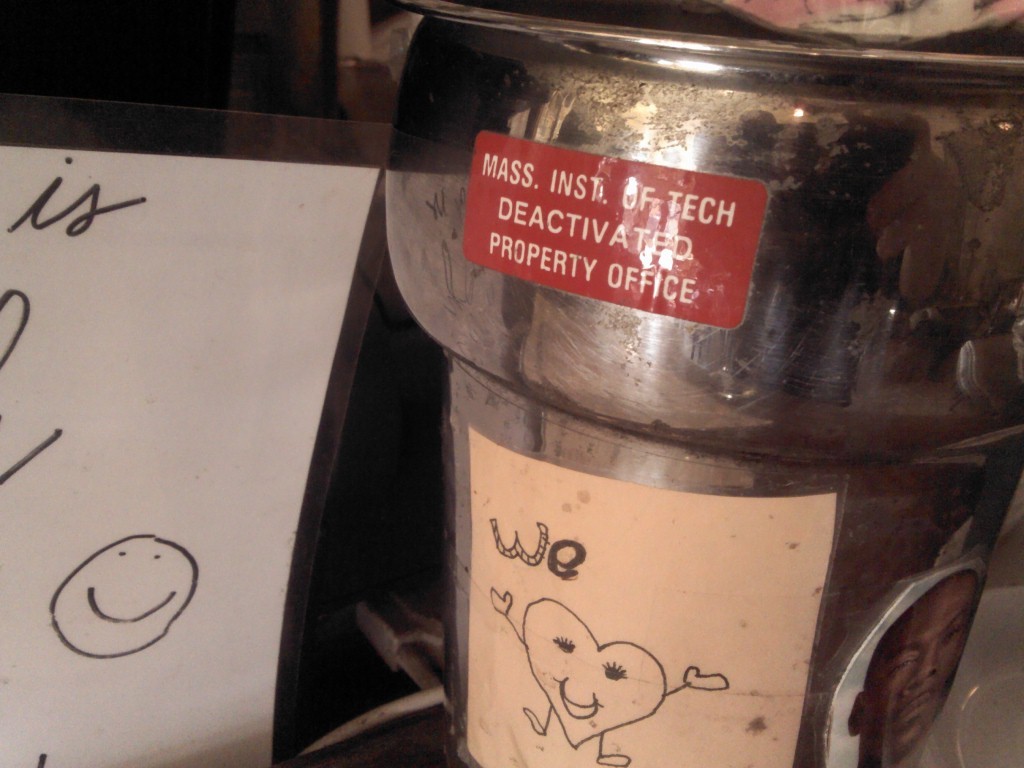 is
MASS. INST. OF TECH
DEACTIVATED
PROPERTY OFFICE
We